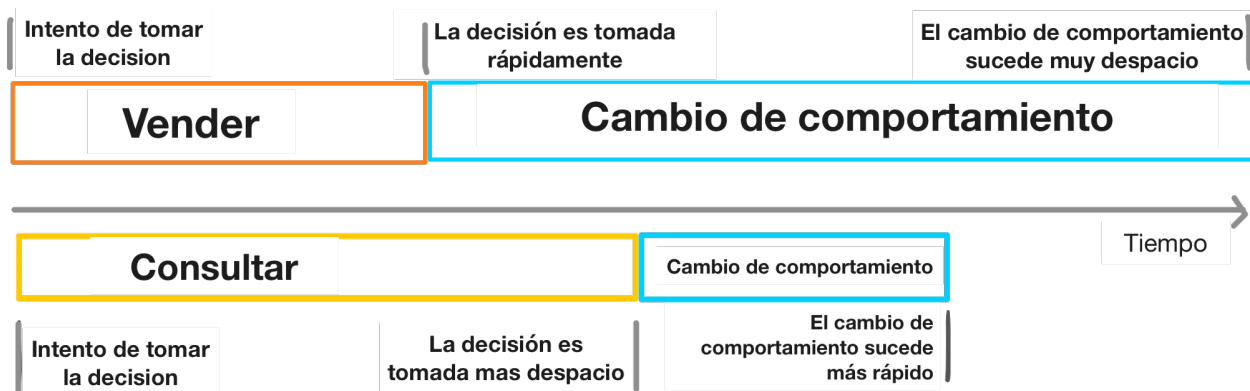 Intento de tomar
la decision
La decisión es tomada
rápidamente
El cambio de comportamiento
sucede muy despacio
Vender
Cambio de comportamiento
Tiempo
Consultar
Cambio de comportamiento
Intento de tomar
la decision
La decisión es
tomada mas despacio
El cambio de
comportamiento sucede
más rápido